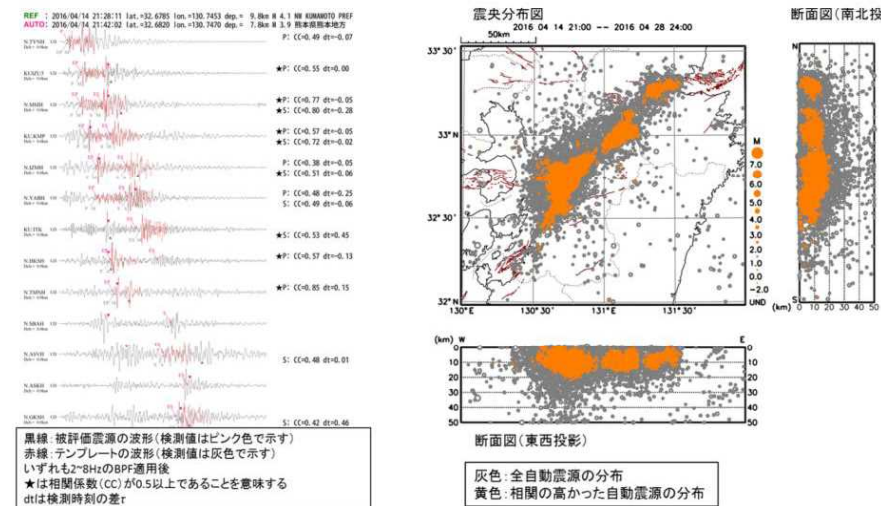 REF : 2016/04/14 21:28:11 lat.=32.6785 lon.=130.7453 dep.= 9.8km M 4.1 NW KUMAMOTO PREF
AUTO: 2016/04/14 21:42:02 lat.=32.6820 lon.=130.7470 dep.= 7.8km M 3.9 熊本県熊本地方
P: CC=0.49 dt=-0.07
★P: CC=0.55 dt=0.00
★P: CC=0.77 dt=-0.05
★S: CC=0.80 dt=-0.28
★P: CC=0.57 dt=-0.05
★S: CC=0.72 dt=-0.02
P: CC=0.38 dt=-0.05
★S: CC=0.51 dt=-0.06
P: CC=0.48 dt=-0.25
S: CC=0.49 dt=-0.06
★S: CC=0.53 dt=0.45
★P: CC=0.57 dt=-0.13
★P: CC=0.85 dt=0.15
S: CC=0.48 dt=0.01
S: CC=0.42 dt=0.46
黒線:被評価震源の波形(検測値はピンク色で示す)
赤線:テンプレートの波形(検測値は灰色で示す)
いずれも2~8HzのBPF適用後
★は相関係数(CC)が0.5以上であることを意味する
dtは検測時刻の差τ
震央分布図
2016 04 14 21:00 -- 2016 04 28 24:00
50km
33°30'
33°N
32°30'
32°N
130°E
130°30'
131°E
131°30'
M
7.0
6.0
5.0
4.0
3.0
2.0
1.0
0.0
-2.0
UND
断面図(南北投
N
S
(km)
0 10 20 30 40 50
(km) W
E
0
10
20
30
40
50
0
10
20
30
40
50
断面図(東西投影)
灰色:全自動震源の分布
黄色:相関の高かった自動震源の分布